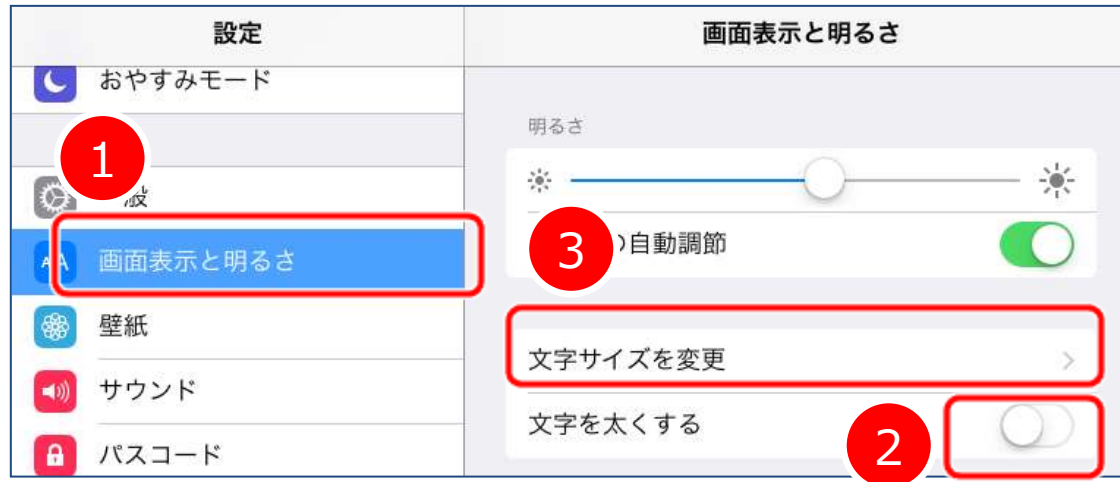 設定
おやすみモード
1
般
画面表示と明るさ
壁紙
サウンド
パスコード
画面表示と明るさ
明るさ
3
の自動調節
文字サイズを変更
文字を太くする
2